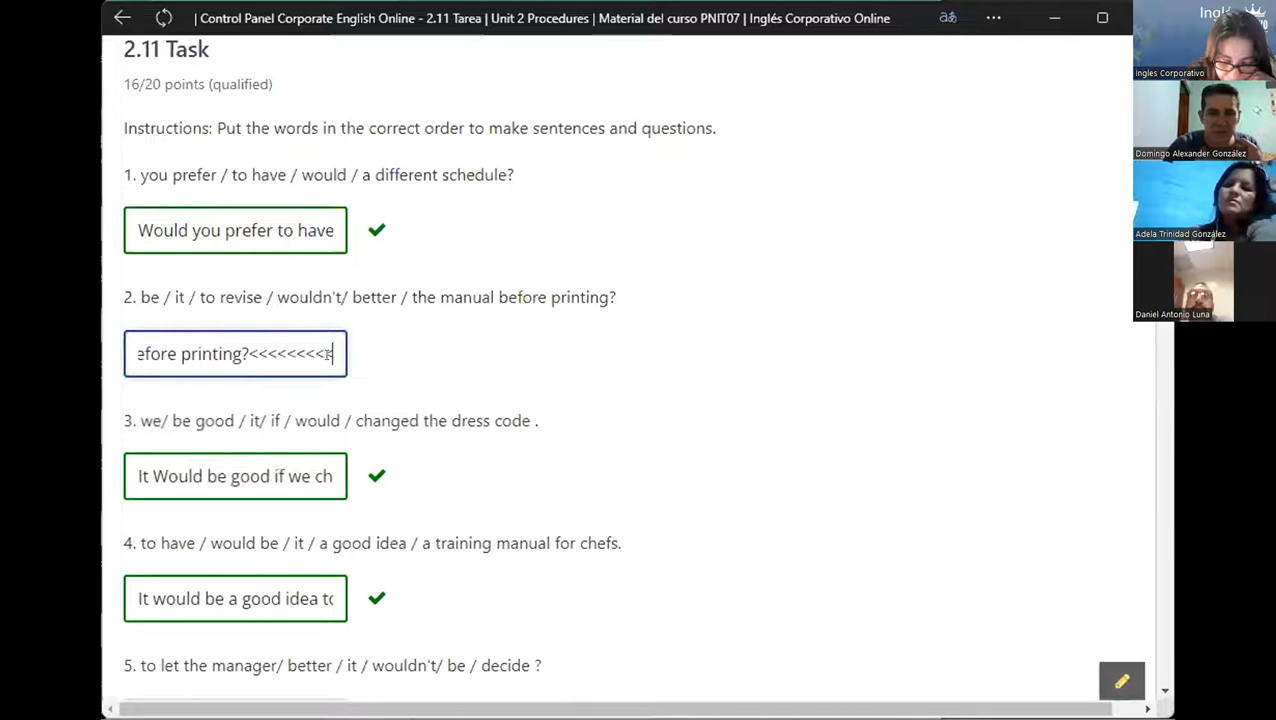 | Control Panel Corporate English Online - 2.11 Tarea | Unit 2 Procedures | Material del curso PNIT07 | Inglés Corporativo Online
2.11 Task
16/20 points (qualified)
Instructions: Put the words in the correct order to make sentences and questions.
1. you prefer / to have / would / a different schedule?
Would you prefer to have
2. be / it / to revise / wouldn't/ better / the manual before printing?
efore printing?<<<<<<<<<
3. we/ be good / it/ if / would / changed the dress code .
It Would be good if we ch
4. to have / would be / it / a good idea / a training manual for chefs.
It would be a good idea to
5. to let the manager/ better / it / wouldn't/ be / decide ?
Ingles Corporativo
Domingo Alexander González
Adela Trinidad González
Daniel Antonio Luna